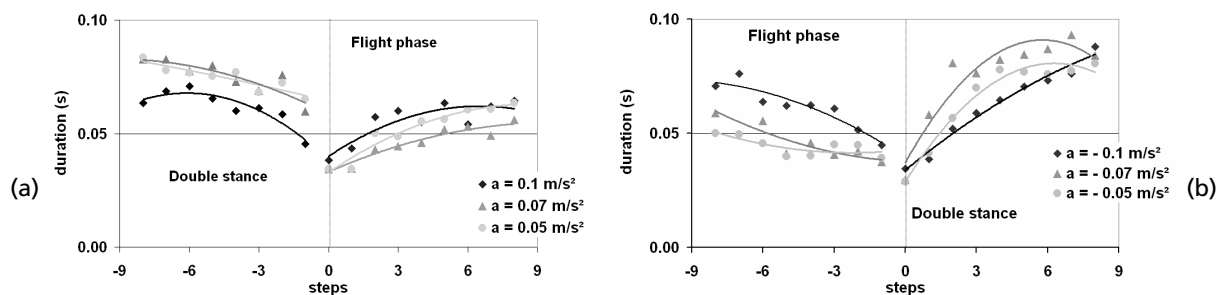 (a)
duration (s)
0.10
0.05
0.00
Flight phase
Double stance
a = 0.1 m/s²
a = 0.07 m/s²
a = 0.05 m/s²
-9 -6 -3 0 3 6 9
steps
duration (s)
0.10
0.05
0.00
Flight phase
Double stance
a = - 0.1 m/s²
a = - 0.07 m/s²
a = - 0.05 m/s²
-9 -6 -3 0 3 6 9
steps
(b)